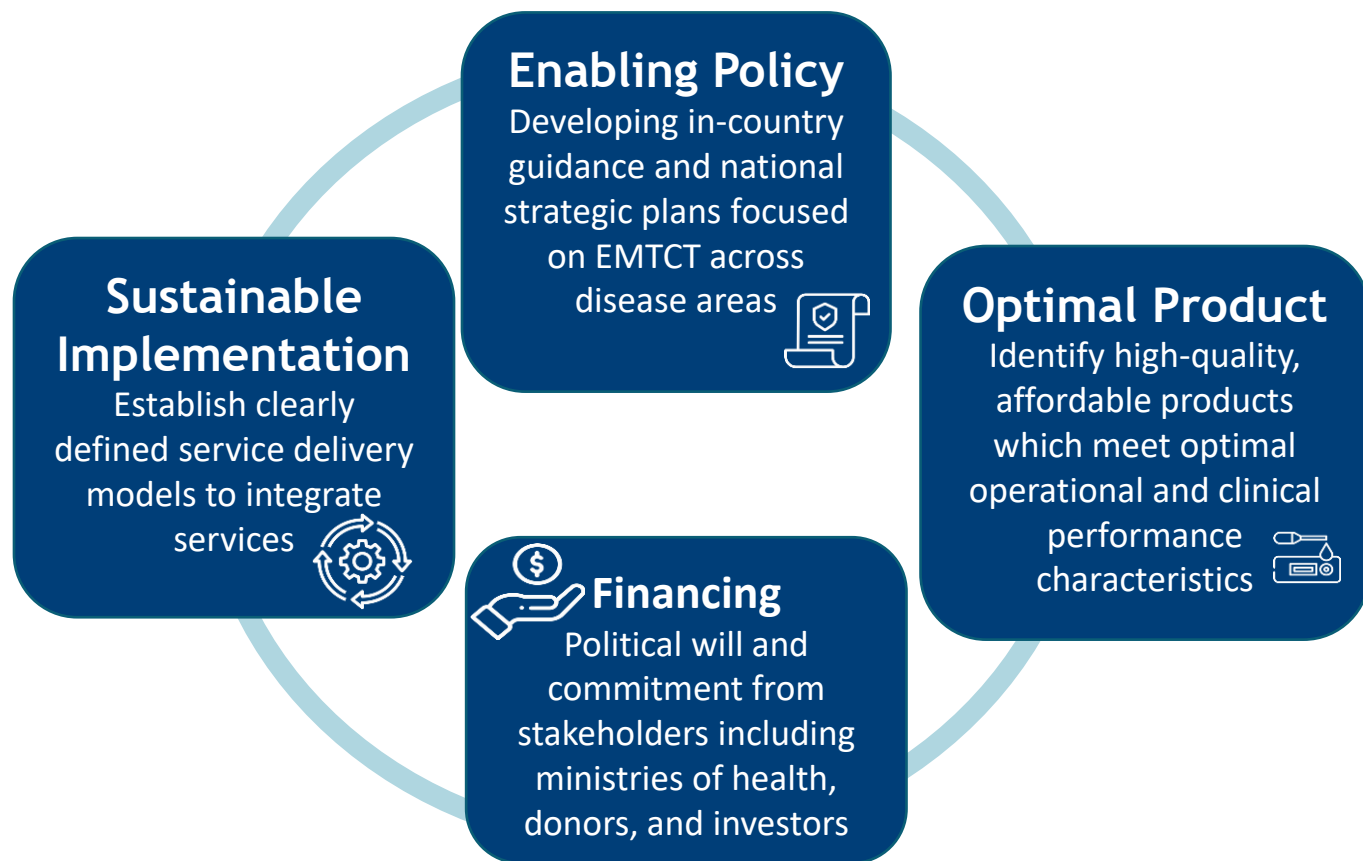 Enabling Policy
Developing in-country
guidance and national
strategic plans focused
on EMTCT across
disease areas
Optimal Product
Identify high-quality,
affordable products
which meet optimal
operational and clinical
performance
characteristics
$
Financing
Political will and
commitment from
stakeholders including
ministries of health,
donors, and investors
Sustainable
Implementation
Establish clearly
defined service delivery
models to integrate
services